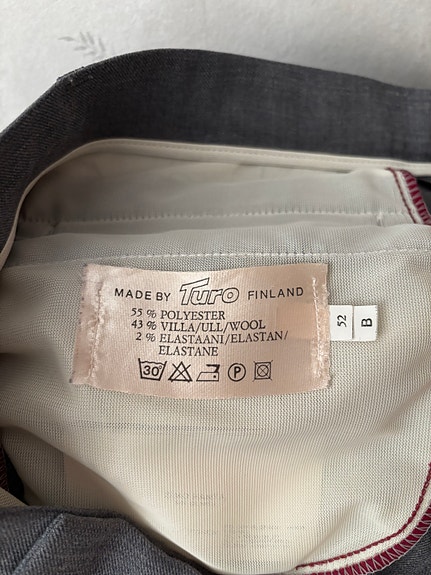 MADE BY Turo FINLAND
55 % POLYESTER
43 % VILLA/ULL/WOOL
2 % ELASTAANI/ELASTAN/
ELASTANE
30° P
52
B